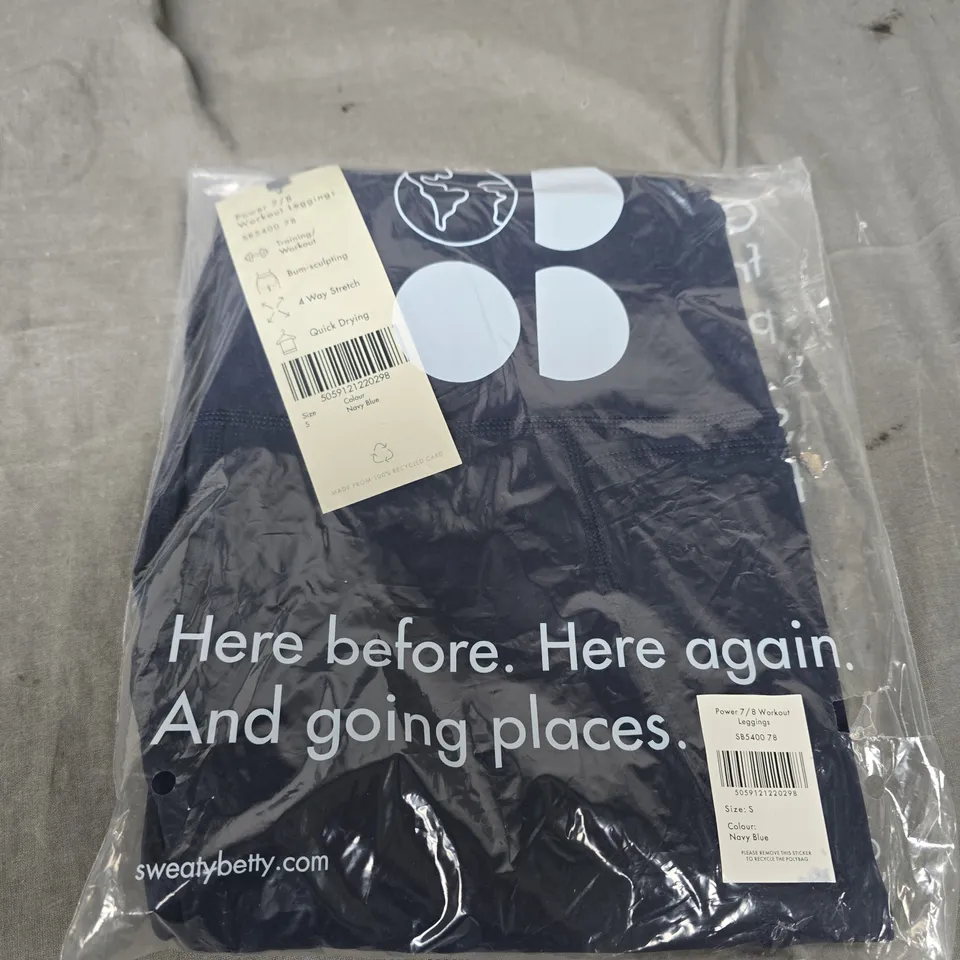 Power 7/8
Workout Leggings
SB5400 78
Training/
Workout
Bum-sculpting
4 Way Stretch
Quick Drying
5059121220298
Size
S
Colour
Navy Blue
MADE FROM 100% RECYCLED CARD
Here before. Here again.
And going places.
sweatybetty.com
Power 7/8 Workout
Leggings
SB5400 78
5059121220298
Size: S
Colour:
Navy Blue
PLEASE REMOVE THIS STICKER
TO RECYCLE THE POLYBAG